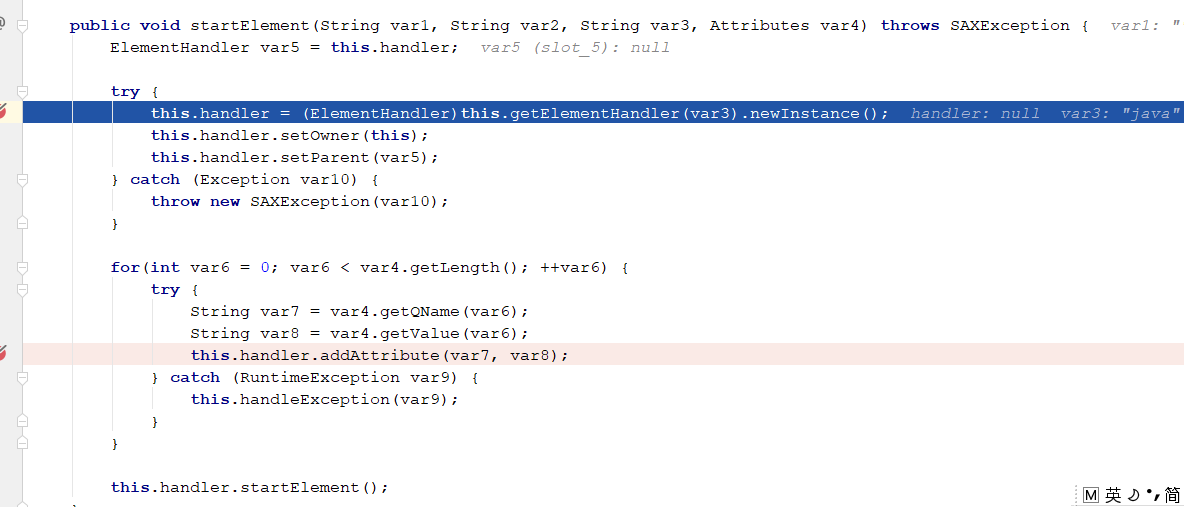 public void startElement(String var1, String var2, String var3, Attributes var4) throws SAXException {  var1: "
ElementHandler var5 = this.handler;  var5 (slot_5): null
try {
this.handler = (ElementHandler)this.getElementHandler(var3).newInstance();  handler: null  var3: "java"
this.handler.setOwner(this);
this.handler.setParent(var5);
} catch (Exception var10) {
throw new SAXException(var10);
}
for(int var6 = 0; var6 < var4.getLength(); ++var6) {
try {
String var7 = var4.getQName(var6);
String var8 = var4.getValue(var6);
this.handler.addAttribute(var7, var8);
} catch (RuntimeException var9) {
this.handleException(var9);
}
}
this.handler.startElement();
M 英 简